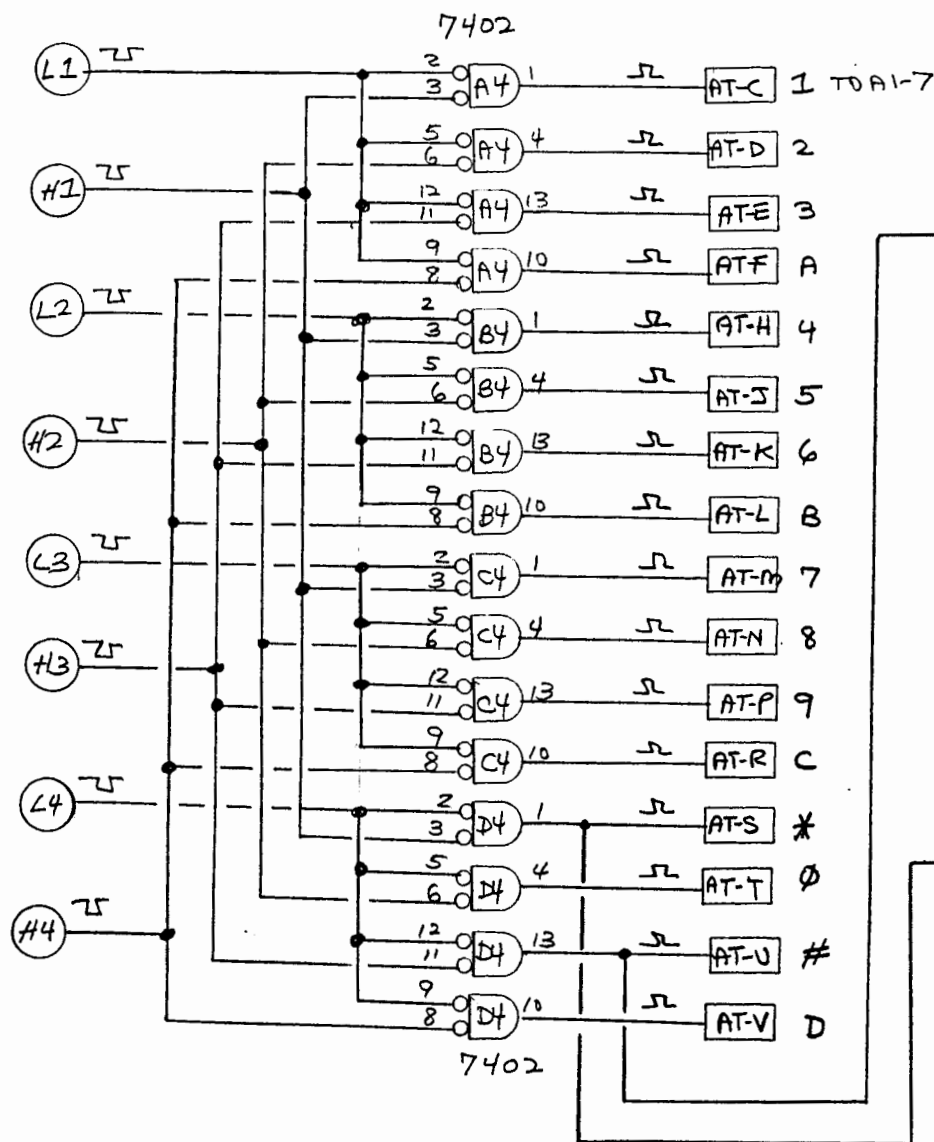 7402
L1
2
3
A4
1
AT-C
1
TO A1-7
5
6
A4
4
AT-D
2
H1
12
11
A4
13
AT-E
3
9
8
A4
10
AT-F
A
L2
2
3
B4
1
AT-H
4
5
6
B4
4
AT-J
5
H2
12
11
B4
13
AT-K
6
9
8
B4
10
AT-L
B
L3
2
3
C4
1
AT-M
7
5
6
C4
4
AT-N
8
H3
12
11
C4
13
AT-P
9
9
8
C4
10
AT-R
C
L4
2
3
D4
1
AT-S
*
5
6
D4
4
AT-T
Ø
H4
12
11
D4
13
AT-U
#
9
8
D4
10
AT-V
D
7402